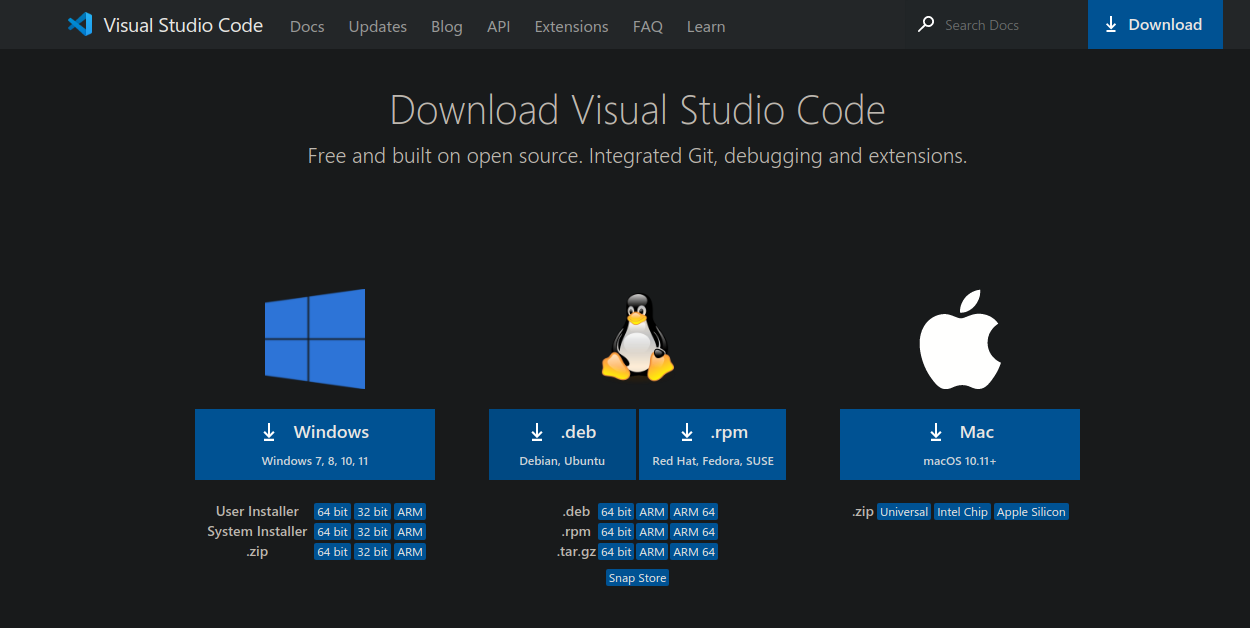 Visual Studio Code Docs Updates Blog API Extensions FAQ Learn Search Docs Download
Download Visual Studio Code
Free and built on open source. Integrated Git, debugging and extensions.
Windows
Windows 7, 8, 10, 11
User Installer 64 bit 32 bit ARM
System Installer 64 bit 32 bit ARM
.zip 64 bit 32 bit ARM
.deb
Debian, Ubuntu
.rpm
Red Hat, Fedora, SUSE
.deb 64 bit ARM ARM 64
.rpm 64 bit ARM ARM 64
.tar.gz 64 bit ARM ARM 64
Snap Store
Mac
macOS 10.11+
.zip Universal Intel Chip Apple Silicon